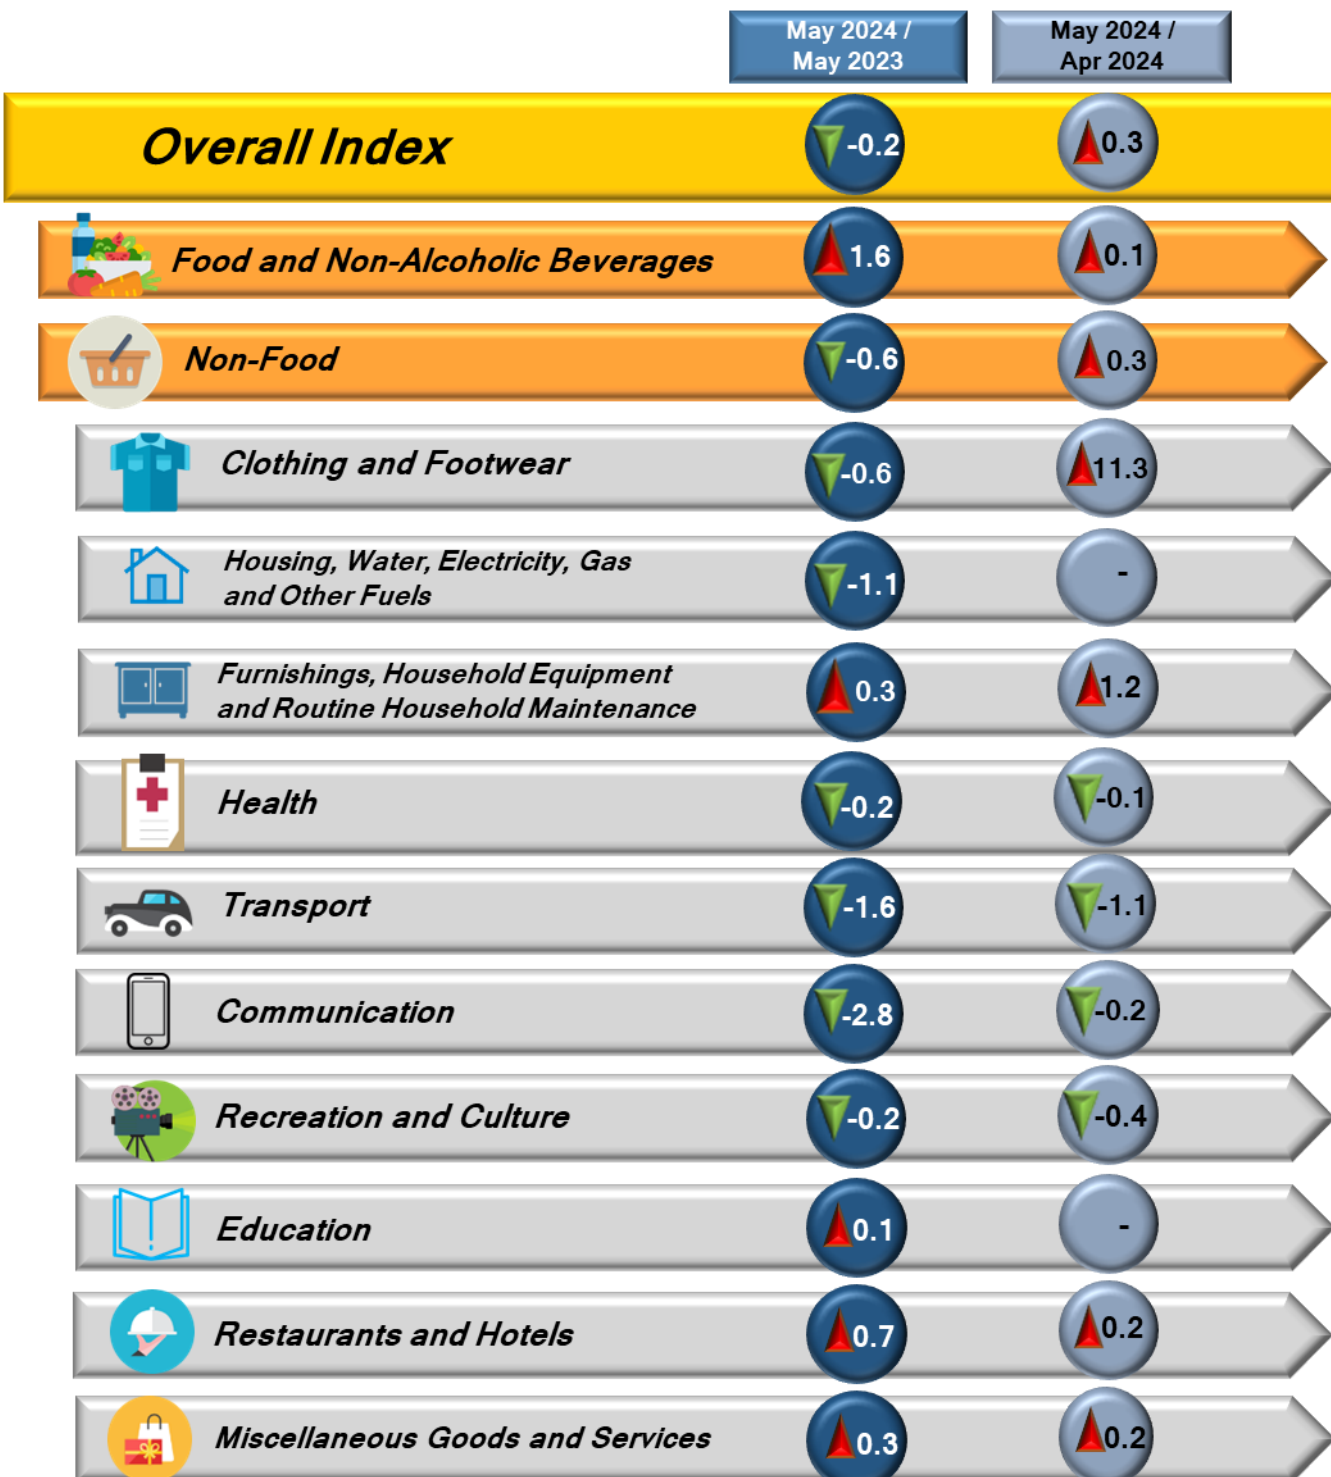 May 2024 /
May 2023
May 2024 /
Apr 2024
Overall Index
-0.2
0.3
Food and Non-Alcoholic Beverages
1.6
0.1
Non-Food
-0.6
0.3
Clothing and Footwear
-0.6
11.3
Housing, Water, Electricity, Gas
and Other Fuels
-1.1
-
Furnishings, Household Equipment
and Routine Household Maintenance
0.3
1.2
Health
-0.2
-0.1
Transport
-1.6
-1.1
Communication
-2.8
-0.2
Recreation and Culture
-0.2
-0.4
Education
0.1
-
Restaurants and Hotels
0.7
0.2
Miscellaneous Goods and Services
0.3
0.2